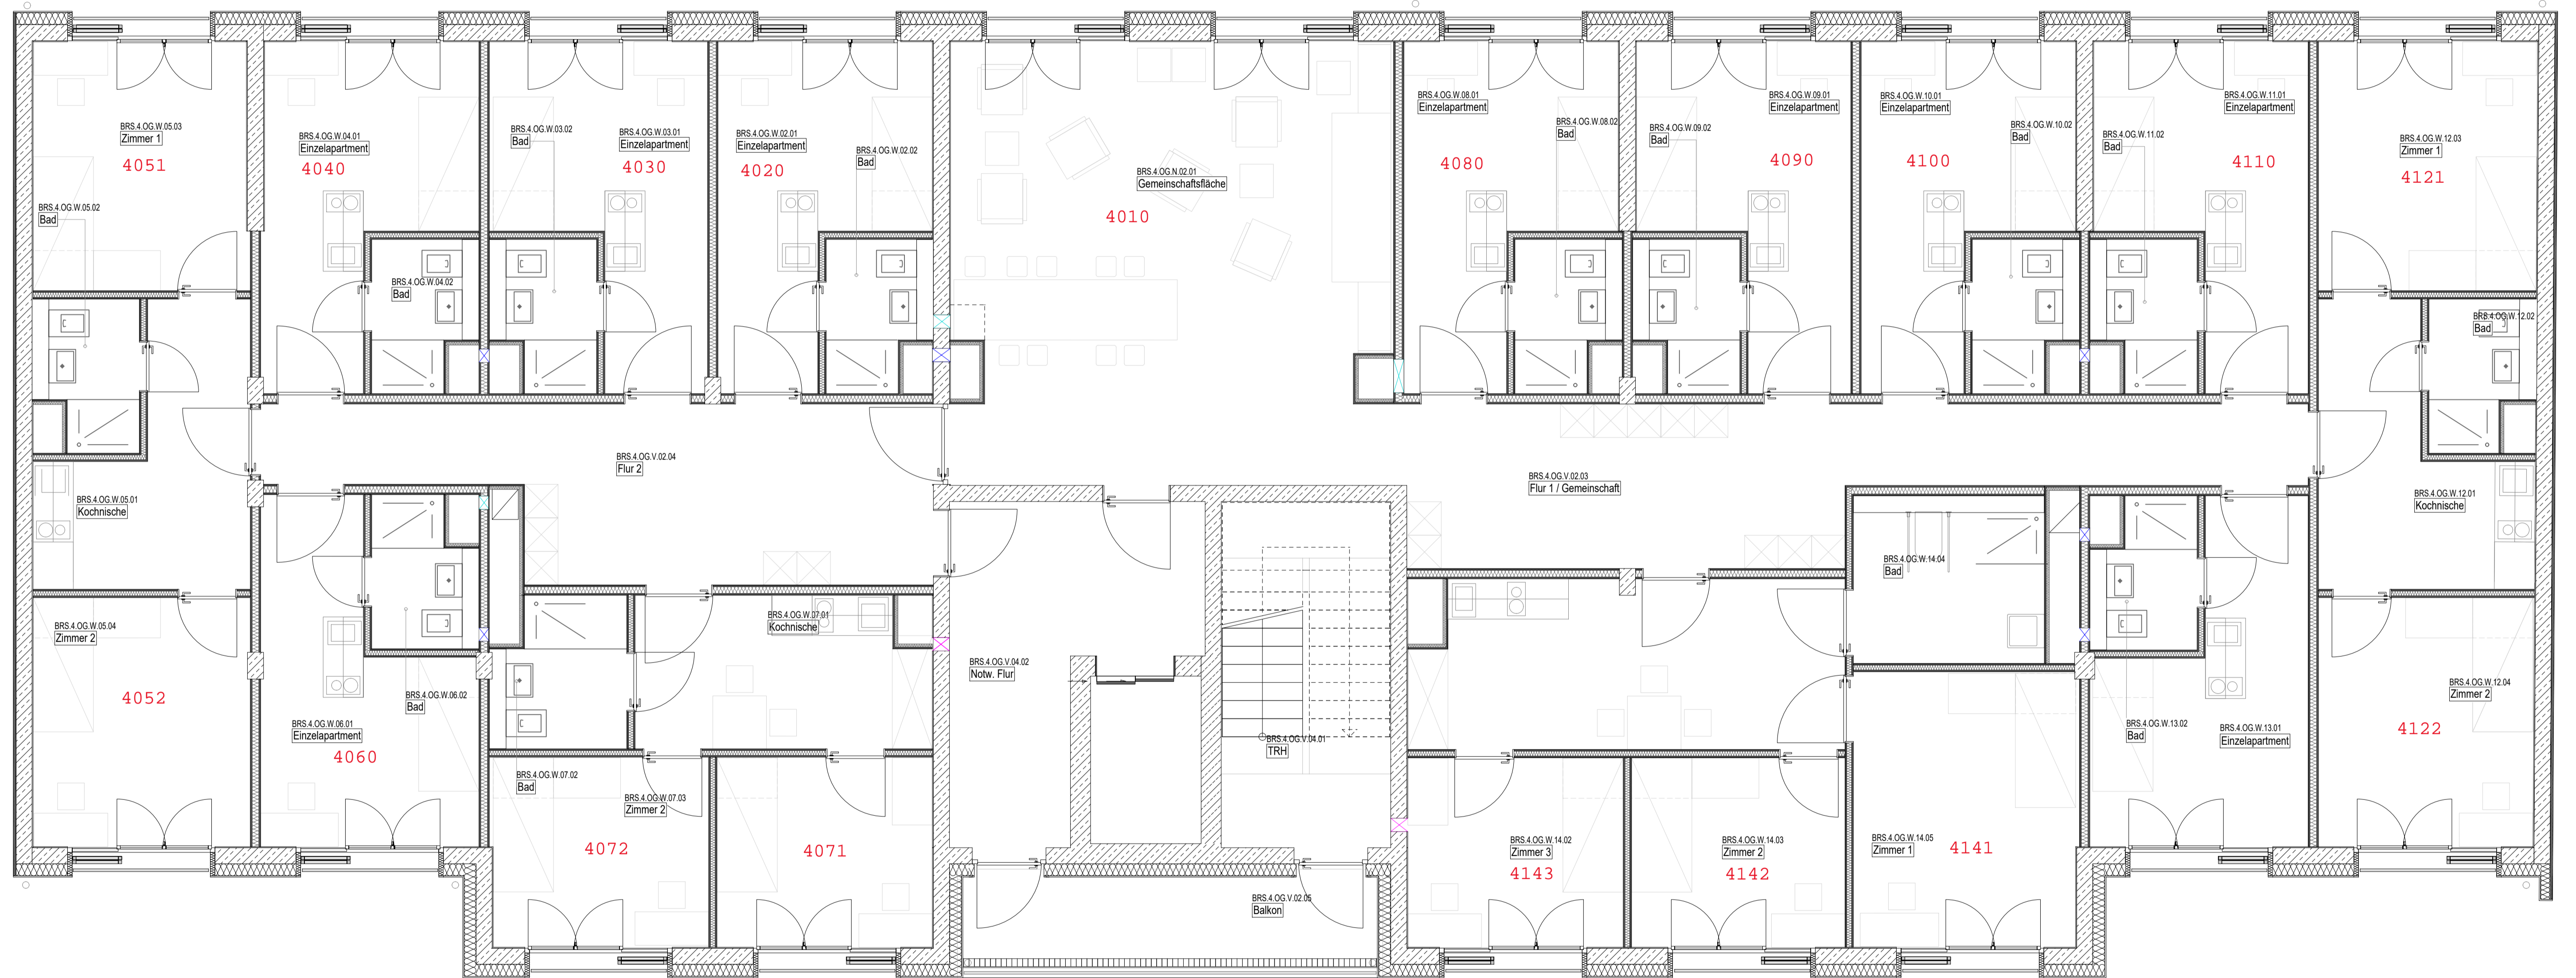 BRS.4.OG.W.05.03
Zimmer 1
4051
BRS.4.OG.W.05.02
Bad
BRS.4.OG.W.04.01
Einzelapartment
4040
BRS.4.OG.W.04.02
Bad
BRS.4.OG.W.03.02
Bad
BRS.4.OG.W.03.01
Einzelapartment
4030
BRS.4.OG.W.02.01
Einzelapartment
4020
BRS.4.OG.W.02.02
Bad
BRS.4.OG.N.02.01
Gemeinschaftsfläche
4010
BRS.4.OG.W.08.01
Einzelapartment
4080
BRS.4.OG.W.08.02
Bad
BRS.4.OG.W.09.02
Bad
BRS.4.OG.W.09.01
Einzelapartment
4090
BRS.4.OG.W.10.01
Einzelapartment
4100
BRS.4.OG.W.10.02
Bad
BRS.4.OG.W.11.02
Bad
BRS.4.OG.W.11.01
Einzelapartment
4110
BRS.4.OG.W.12.03
Zimmer 1
4121
BRS.4.OG.W.12.02
Bad
BRS.4.OG.W.05.01
Kochnische
BRS.4.OG.V.02.04
Flur 2
BRS.4.OG.V.02.03
Flur 1 / Gemeinschaft
BRS.4.OG.W.12.01
Kochnische
BRS.4.OG.W.14.04
Bad
BRS.4.OG.W.05.04
Zimmer 2
4052
BRS.4.OG.W.06.02
Bad
BRS.4.OG.W.06.01
Einzelapartment
4060
BRS.4.OG.W.07.01
Kochnische
BRS.4.OG.W.07.02
Bad
BRS.4.OG.W.07.03
Zimmer 2
4072
4071
BRS.4.OG.V.04.02
Notw. Flur
BRS.4.OG.V.04.01
TRH
BRS.4.OG.V.02.05
Balkon
BRS.4.OG.W.14.02
Zimmer 3
4143
BRS.4.OG.W.14.03
Zimmer 2
4142
BRS.4.OG.W.14.05
Zimmer 1
4141
BRS.4.OG.W.13.02
Bad
BRS.4.OG.W.13.01
Einzelapartment
BRS.4.OG.W.12.04
Zimmer 2
4122